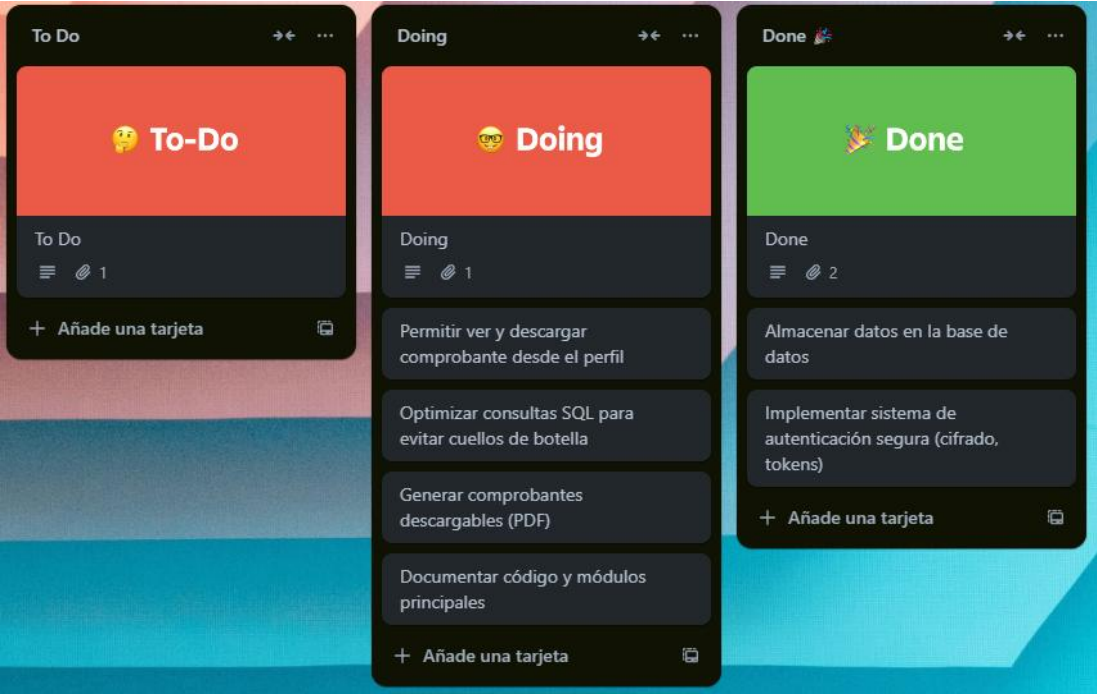 To Do
🤔 To-Do
To Do
1
+ Añade una tarjeta
Doing
🤓 Doing
Doing
1
Permitir ver y descargar
comprobante desde el perfil
Optimizar consultas SQL para
evitar cuellos de botella
Generar comprobantes
descargables (PDF)
Documentar código y módulos
principales
+ Añade una tarjeta
Done 🎉
🎉 Done
Done
2
Almacenar datos en la base de
datos
Implementar sistema de
autenticación segura (cifrado,
tokens)
+ Añade una tarjeta